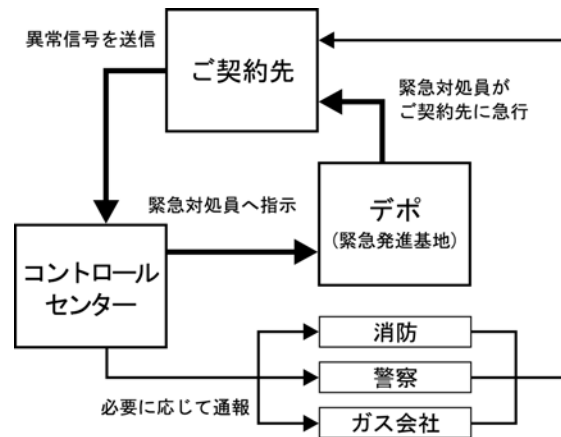 異常信号を送信
ご契約先
緊急対処員が
ご契約先に急行
緊急対処員へ指示
デポ
(緊急発進基地)
コントロール
センター
消防
警察
ガス会社
必要に応じて通報